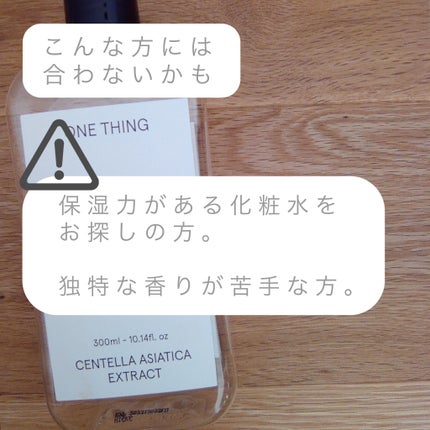 こんな方には
合わないかも
ONE THING
保湿力がある化粧水を
お探しの方。
独特な香りが苦手な方。
300ml - 10.14fl. oz
CENTELLA ASIATICA
EXTRACT